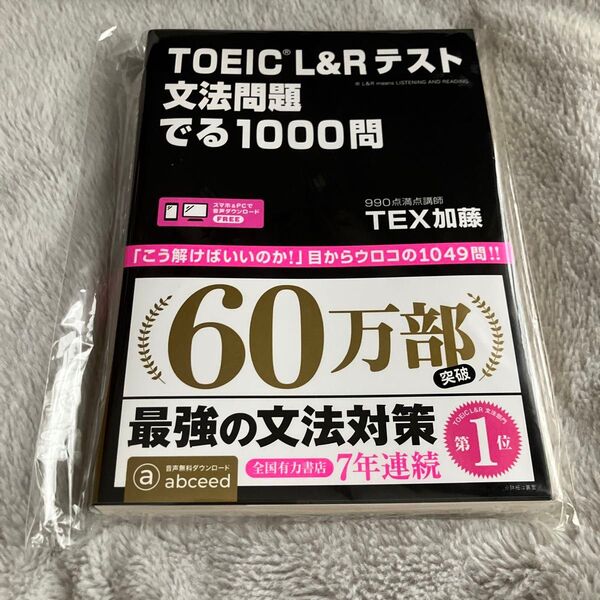 TOEIC® L&R テスト
※ L&R means LISTENING AND READING
文法問題
でる1000問
スマホ&PCで
音声ダウンロード
FREE
990点満点講師
TEX加藤
「こう解けばいいのか!」目からウロコの1049問!!
60万部
突破
最強の文法対策
TOEIC L&R 文法部門
第1位
a
音声無料ダウンロード
abceed
全国有力書店
7年連続